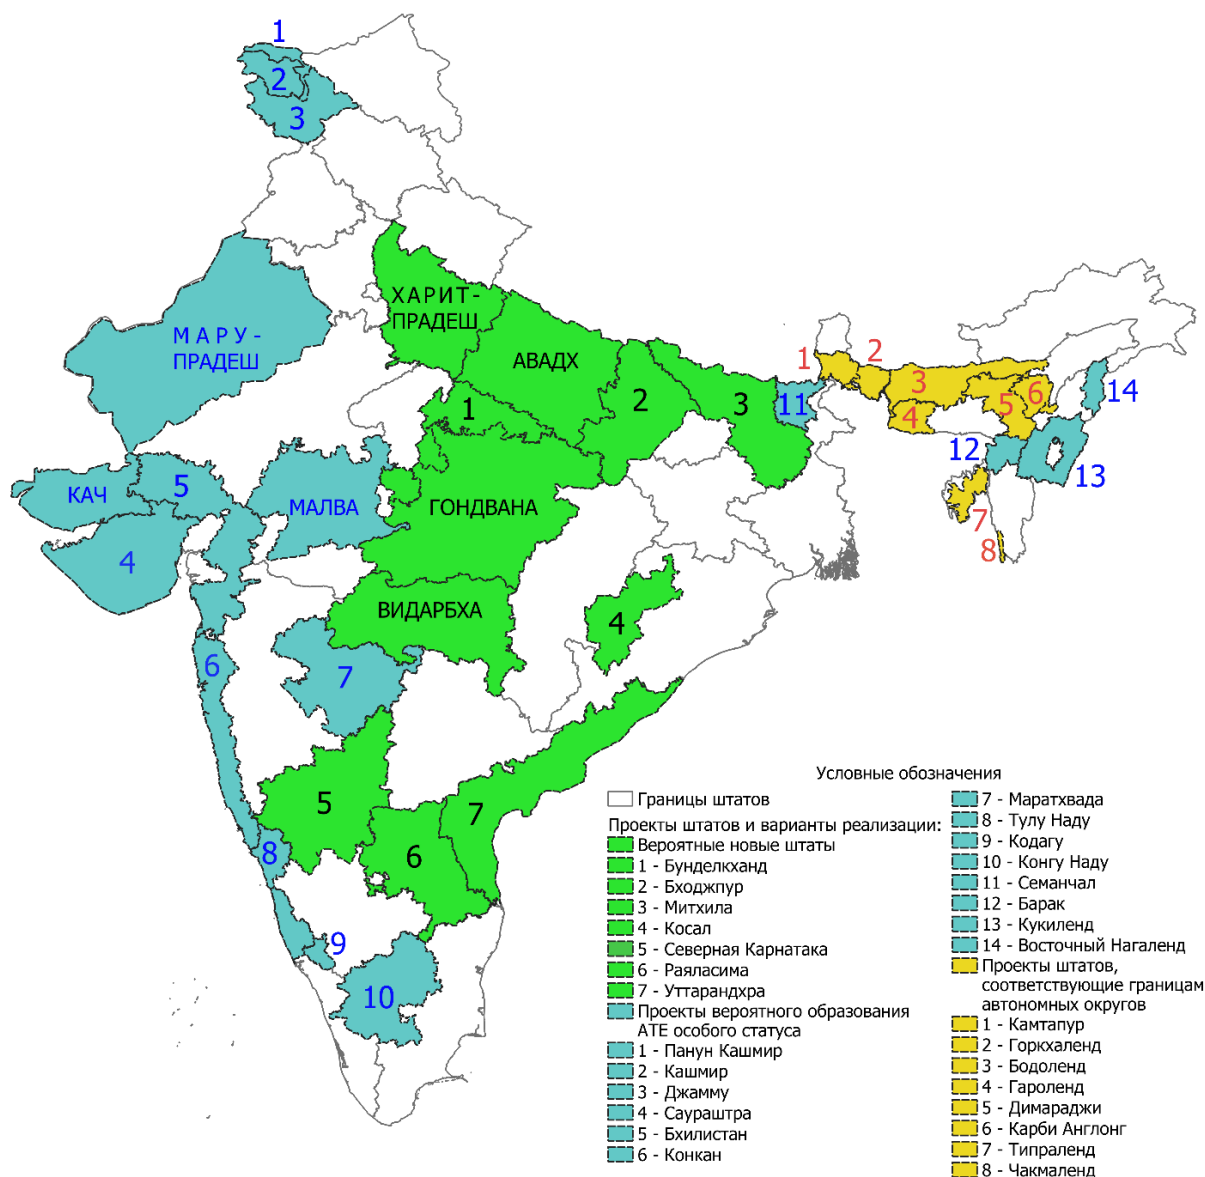 1
2
3
ХАРИТ-
ПРАДЕШ
МАРУ-
ПРАДЕШ
АВАДХ
1
2
3
11
1
2
3
4
5
6
14
12
13
7
8
КАЧ
5
4
МАЛВА
ГОНДВАНА
ВИДАРБХА
4
6
7
5
6
7
8
9
10
Условные обозначения
Границы штатов
Проекты штатов и варианты реализации:
Вероятные новые штаты
1 - Бунделкханд
2 - Бходжпур
3 - Митхила
4 - Косал
5 - Северная Карнатака
6 - Раяласима
7 - Уттарандхра
Проекты вероятного образования
АТЕ особого статуса
1 - Панун Кашмир
2 - Кашмир
3 - Джамму
4 - Саураштра
5 - Бхилистан
6 - Конкан
7 - Маратхвада
8 - Тулу Наду
9 - Кодагу
10 - Конгу Наду
11 - Семанчал
12 - Барак
13 - Кукиленд
14 - Восточный Нагаленд
Проекты штатов,
соответствующие границам
автономных округов
1 - Камтапур
2 - Горкхаленд
3 - Бодоленд
4 - Гароленд
5 - Димараджи
6 - Карби Англонг
7 - Типраленд
8 - Чакмаленд